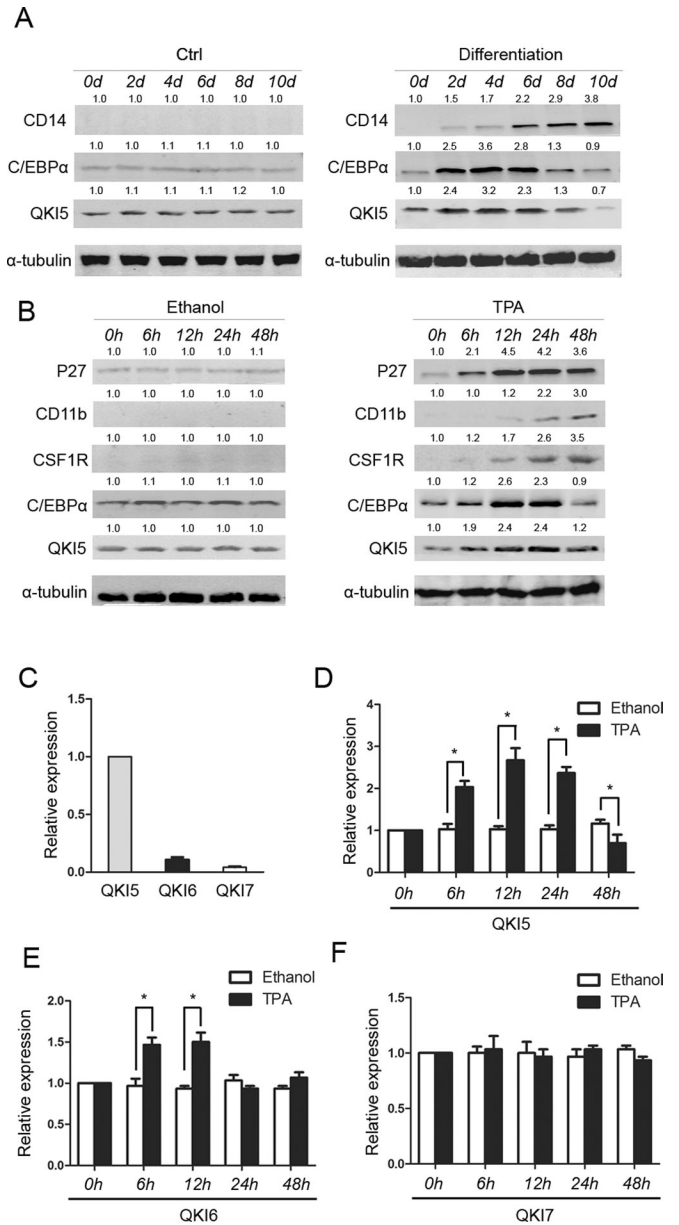 A
Ctrl
0d 2d 4d 6d 8d 10d
1.0 1.0 1.0 1.0 1.0 1.0
CD14
1.0 1.0 1.1 1.1 1.0 1.0
C/EBPα
1.0 1.1 1.1 1.1 1.2 1.0
QKI5
α-tubulin
Differentiation
0d 2d 4d 6d 8d 10d
1.0 1.5 1.7 2.2 2.9 3.8
CD14
1.0 2.5 3.6 2.8 1.3 0.9
C/EBPα
1.0 2.4 3.2 2.3 1.3 0.7
QKI5
α-tubulin
B
Ethanol
0h 6h 12h 24h 48h
1.0 1.0 1.0 1.0 1.1
P27
1.0 1.0 1.0 1.0 1.0
CD11b
1.0 1.0 1.0 1.0 1.0
CSF1R
1.0 1.1 1.0 1.1 1.0
C/EBPα
1.0 1.0 1.0 1.0 1.0
QKI5
α-tubulin
TPA
0h 6h 12h 24h 48h
1.0 2.1 4.5 4.2 3.6
P27
1.0 1.0 1.2 2.2 3.0
CD11b
1.0 1.2 1.7 2.6 3.5
CSF1R
1.0 1.2 2.6 2.3 0.9
C/EBPα
1.0 1.9 2.4 2.4 1.2
QKI5
α-tubulin
C
Relative expression
1.5
1.0
0.5
0.0
QKI5 QKI6 QKI7
D
Relative expression
4
3
2
1
0
Ethanol
TPA
* * * *
0h 6h 12h 24h 48h
QKI5
E
Relative expression
2.0
1.5
1.0
0.5
0.0
Ethanol
TPA
* *
0h 6h 12h 24h 48h
QKI6
F
Relative expression
1.5
1.0
0.5
0.0
Ethanol
TPA
0h 6h 12h 24h 48h
QKI7